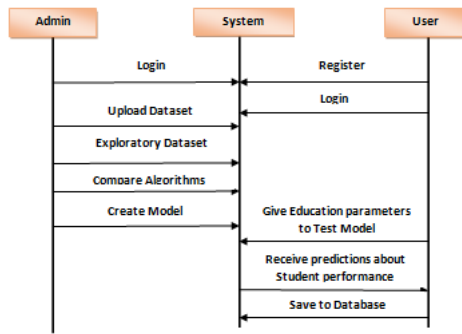 Admin
System
User
Login
Register
Login
Upload Dataset
Exploratory Dataset
Compare Algorithms
Create Model
Give Education parameters
to Test Model
Receive predictions about
Student performance
Save to Database